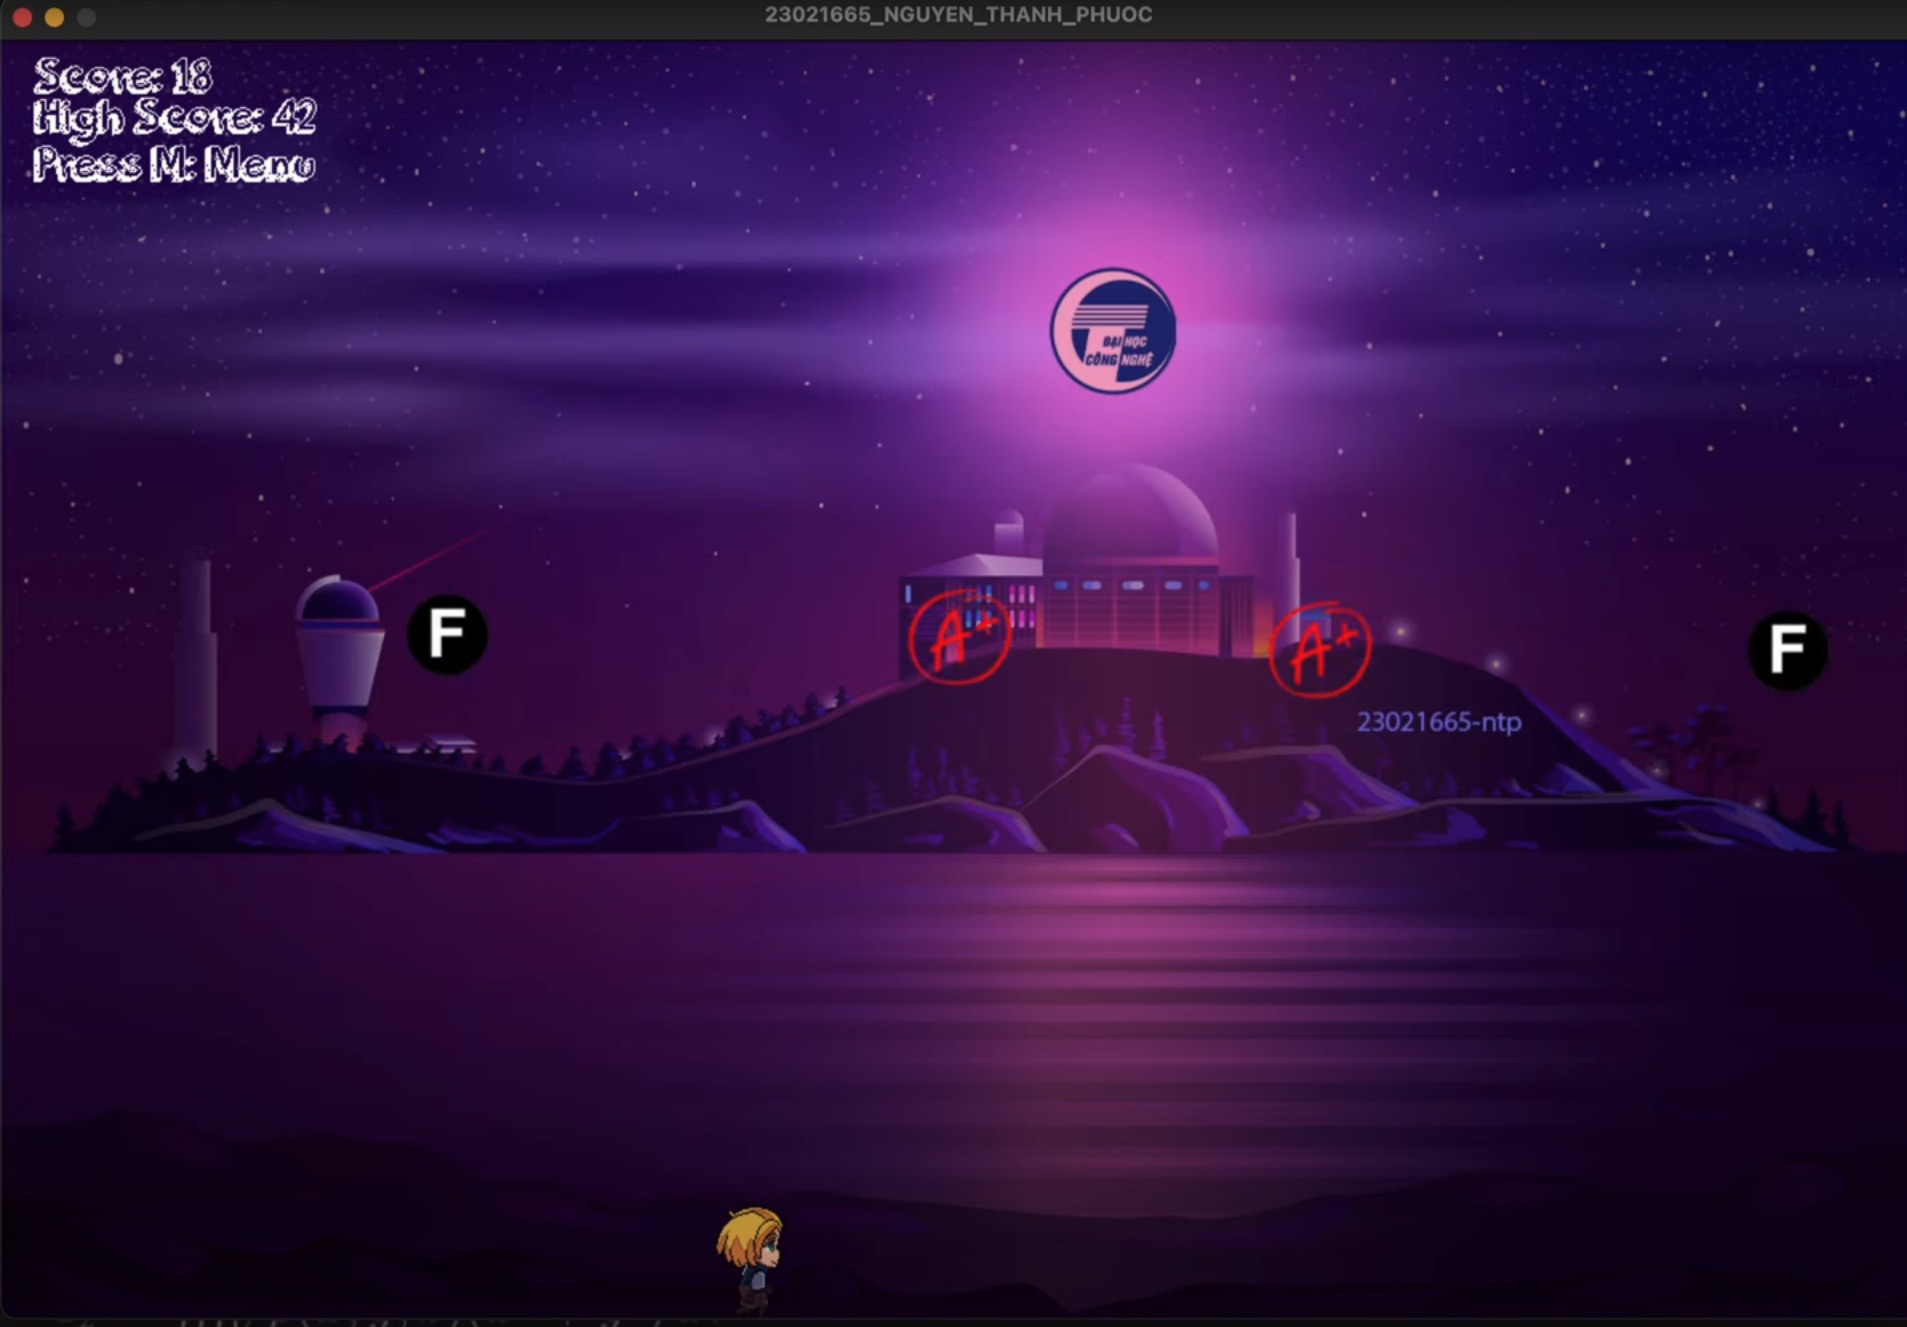 23021665_NGUYEN_THANH_PHUOC
Score: 18
High Score: 42
Press M: Menu
ĐẠI HỌC
CÔNG NGHỆ
F
A+
A+
F
23021665-ntp